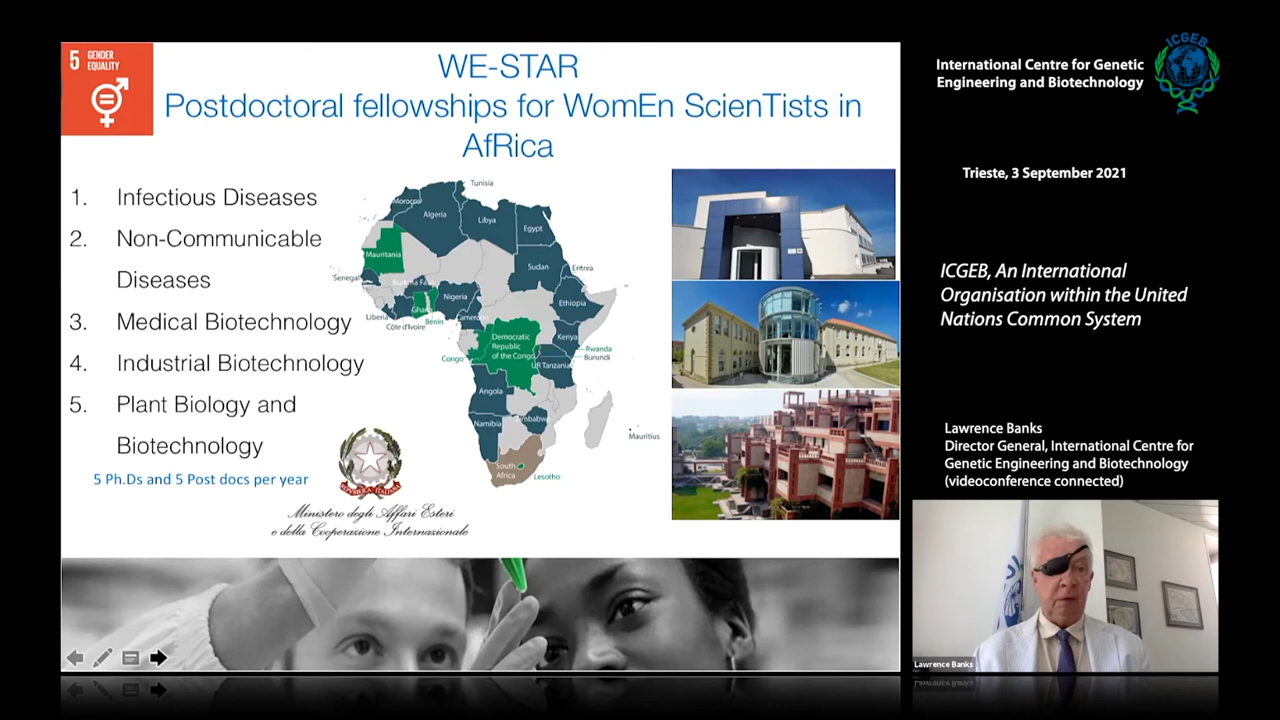 5 GENDER
EQUALITY
WE-STAR
Postdoctoral fellowships for WomEn ScienTists in
AfRica
1. Infectious Diseases
2. Non-Communicable
Diseases
3. Medical Biotechnology
4. Industrial Biotechnology
5. Plant Biology and
Biotechnology
5 Ph.Ds and 5 Post docs per year
Tunisia
Morocco
Algeria
Libya
Egypt
Mauritania
Senegal
Sudan
Eritrea
Nigeria
Ghana
Ethiopia
Liberia
Côte d'Ivoire
Benin
Cameroon
Congo
Democratic
Republic
of the Congo
Kenya
Rwanda
Burundi
UR Tanzania
Angola
Zimbabwe
Namibia
Mauritius
South
Africa
Lesotho
REPVBBLICA ITALIANA
Ministero degli Affari Esteri
e della Cooperazione Internazionale
International Centre for Genetic
Engineering and Biotechnology
ICGEB
Trieste, 3 September 2021
ICGEB, An International
Organisation within the United
Nations Common System
Lawrence Banks
Director General, International Centre for
Genetic Engineering and Biotechnology
(videoconference connected)
Lawrence Banks